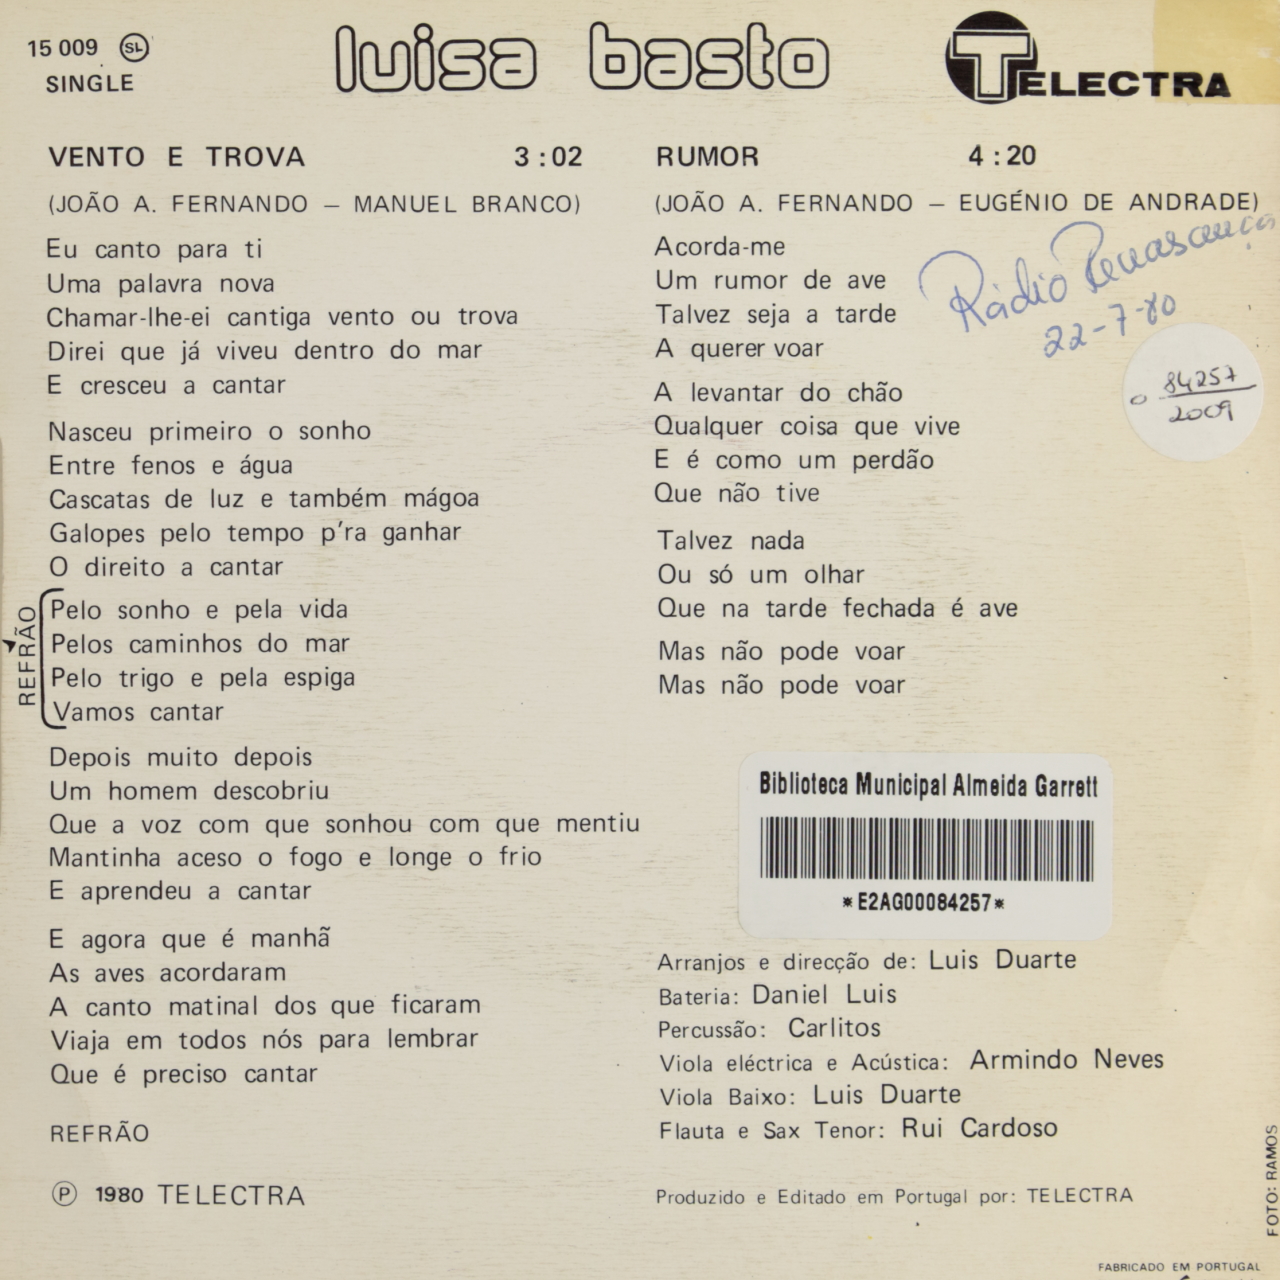 15 009 SL
SINGLE
luisa basto
TELECTRA
VENTO E TROVA 3:02
(JOÃO A. FERNANDO – MANUEL BRANCO)
Eu canto para ti
Uma palavra nova
Chamar-lhe-ei cantiga vento ou trova
Direi que já viveu dentro do mar
E cresceu a cantar
Nasceu primeiro o sonho
Entre fenos e água
Cascatas de luz e também mágoa
Galopes pelo tempo p'ra ganhar
O direito a cantar
REFRÃO
Pelo sonho e pela vida
Pelos caminhos do mar
Pelo trigo e pela espiga
Vamos cantar
Depois muito depois
Um homem descobriu
Que a voz com que sonhou com que mentiu
Mantinha aceso o fogo e longe o frio
E aprendeu a cantar
E agora que é manhã
As aves acordaram
A canto matinal dos que ficaram
Viaja em todos nós para lembrar
Que é preciso cantar
REFRÃO
Ⓟ 1980 TELECTRA
RUMOR 4:20
(JOÃO A. FERNANDO – EUGÉNIO DE ANDRADE)
Acorda-me
Um rumor de ave
Talvez seja a tarde
A querer voar
A levantar do chão
Qualquer coisa que vive
E é como um perdão
Que não tive
Talvez nada
Ou só um olhar
Que na tarde fechada é ave
Mas não pode voar
Mas não pode voar
Rádio Renascença
22-7-80
84257
2009
Biblioteca Municipal Almeida Garrett
*E2AG00084257*
Arranjos e direcção de: Luis Duarte
Bateria: Daniel Luis
Percussão: Carlitos
Viola eléctrica e Acústica: Armindo Neves
Viola Baixo: Luis Duarte
Flauta e Sax Tenor: Rui Cardoso
Produzido e Editado em Portugal por: TELECTRA
FOTO: RAMOS
FABRICADO EM PORTUGAL